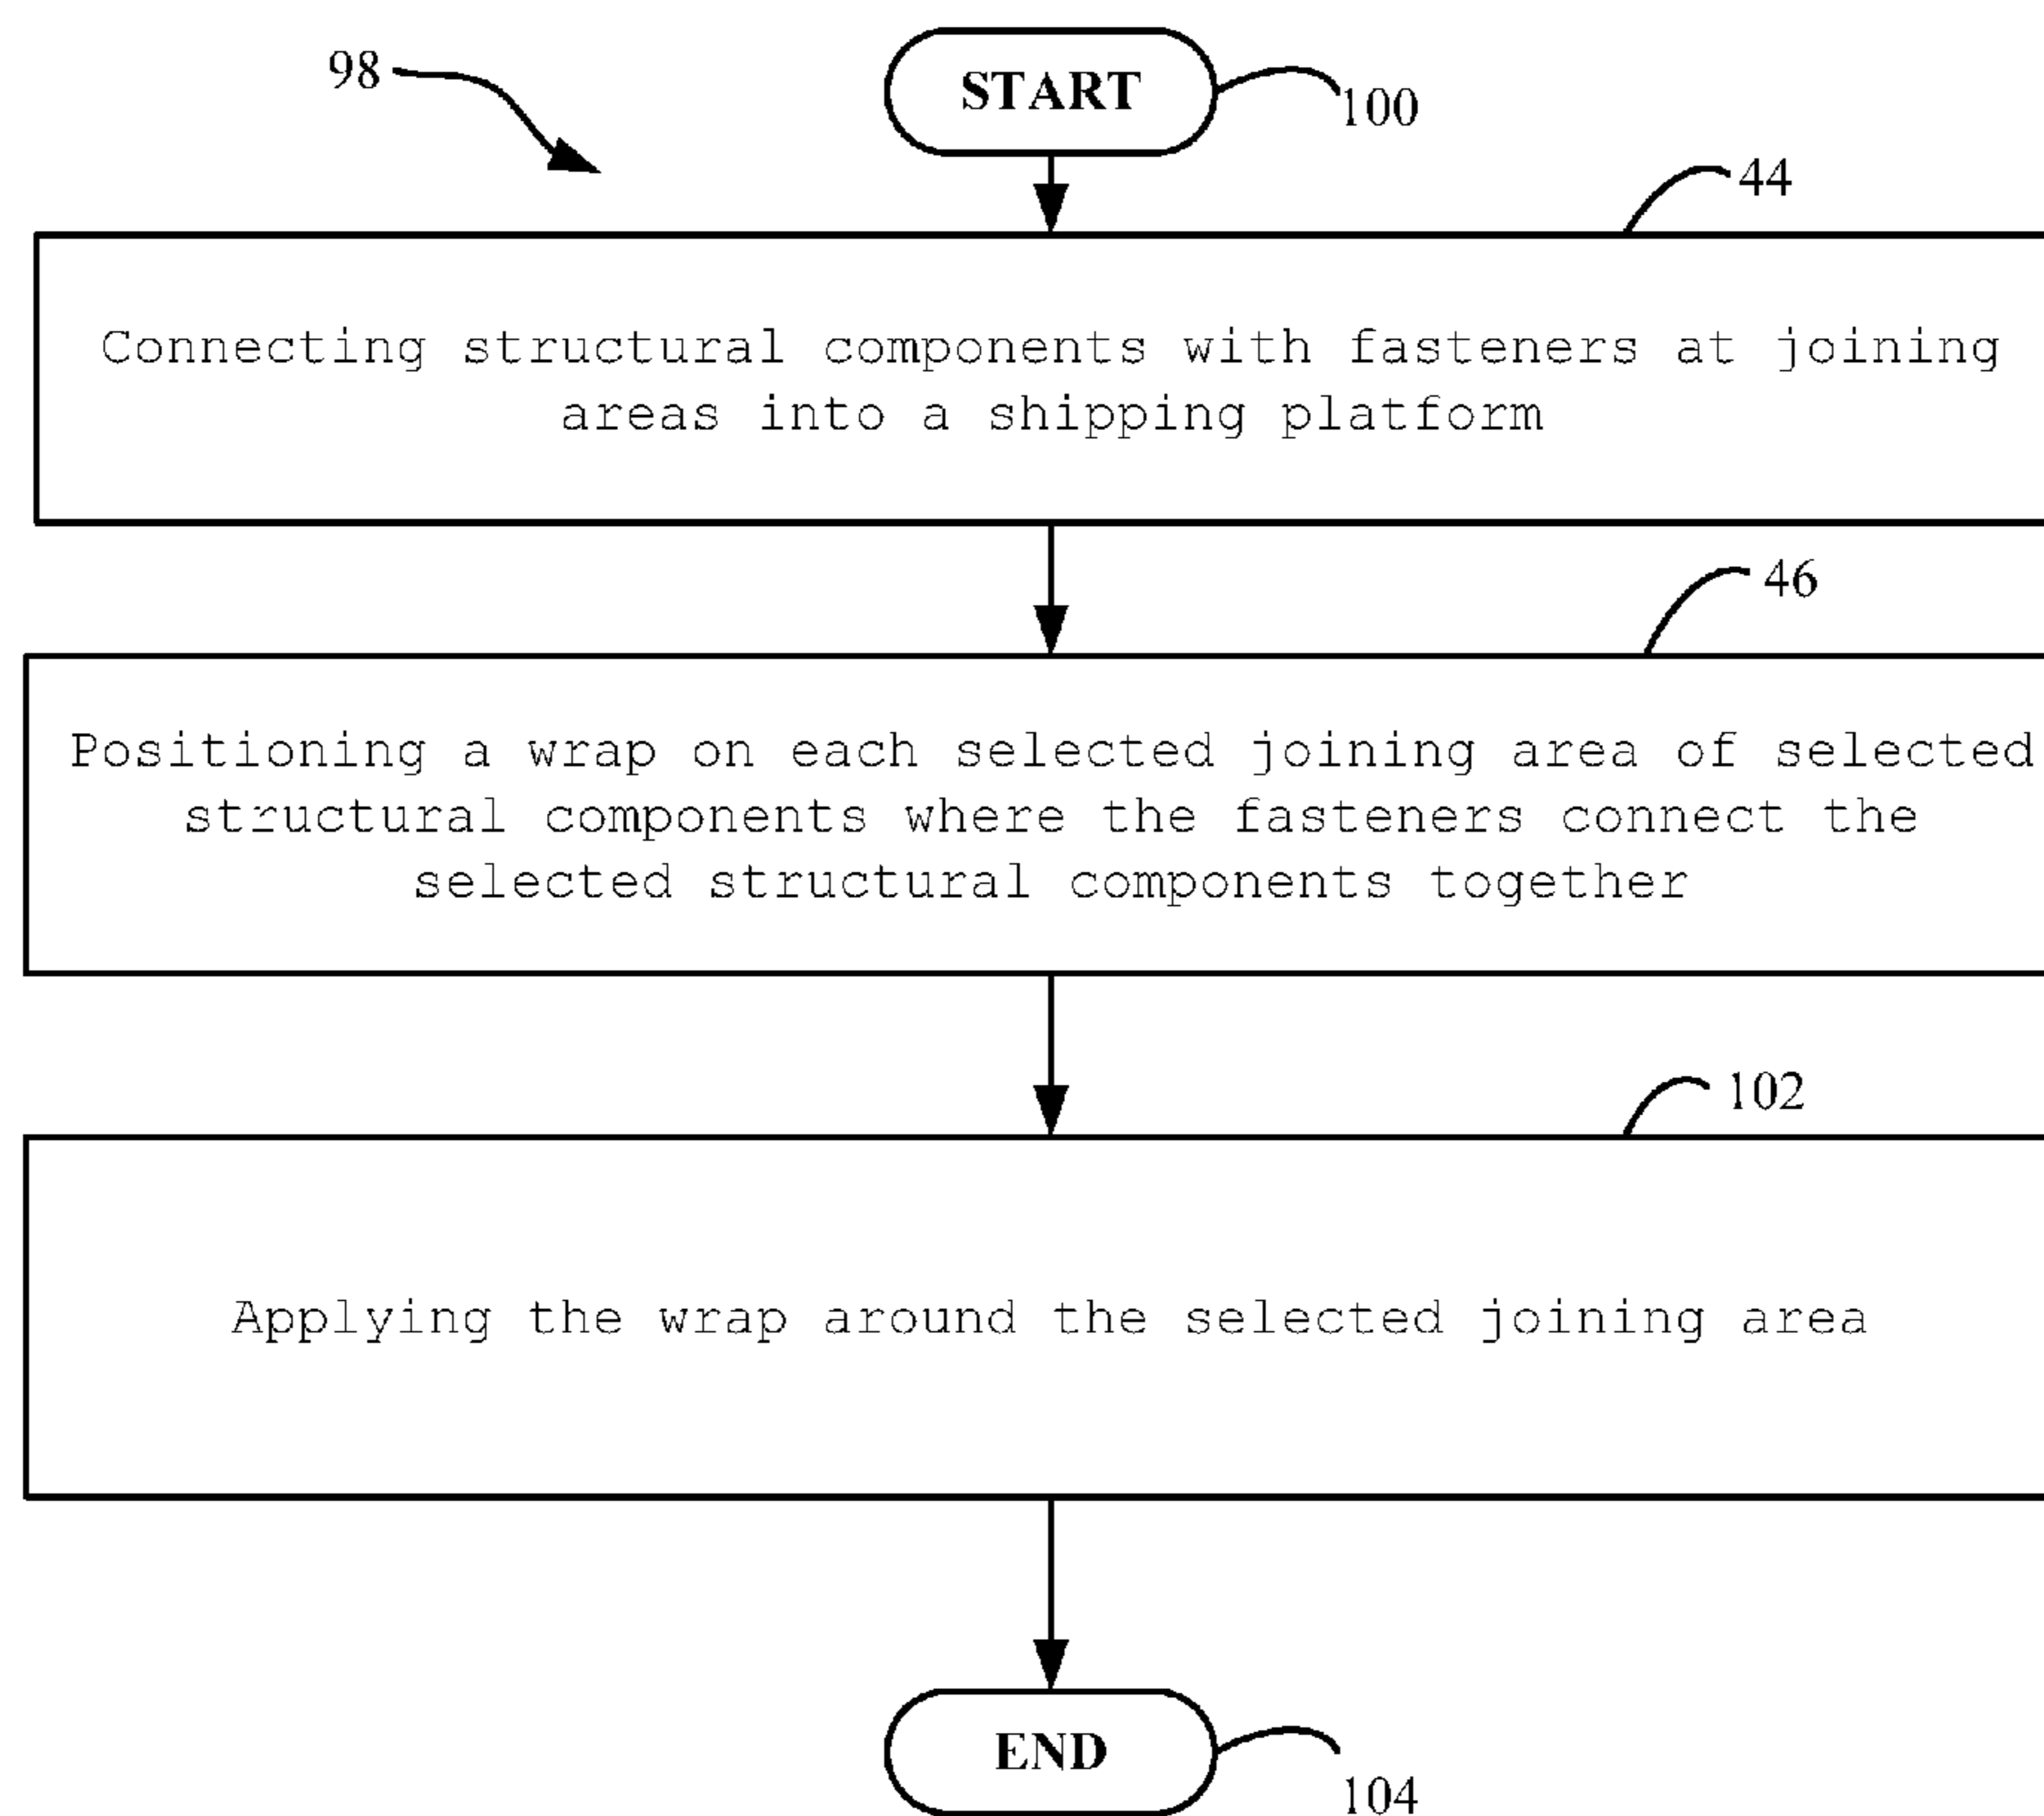 98
START
100
44
Connecting structural components with fasteners at joining
areas into a shipping platform
46
Positioning a wrap on each selected joining area of selected
structural components where the fasteners connect the
selected structural components together
102
Applying the wrap around the selected joining area
END
104